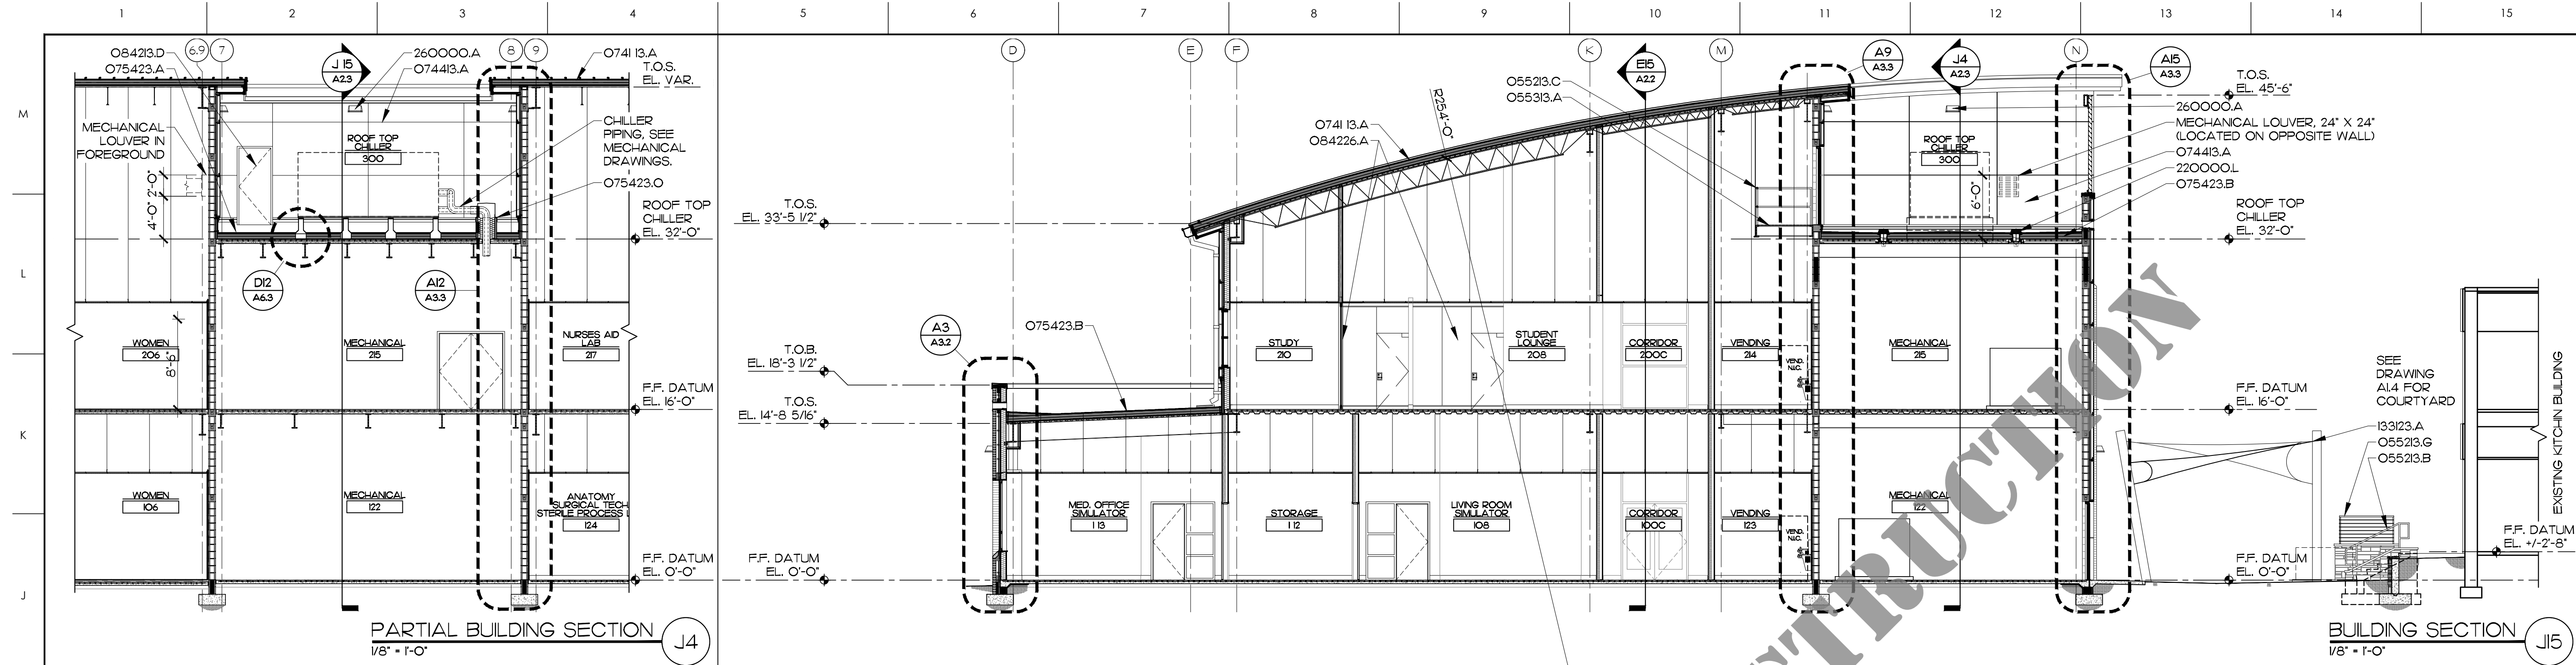 1 2 3 4 5 6 7 8 9 10 11 12 13 14 15
M
L
K
J
6.9 7 8 9
084213.D
075423.A
J 15
A2.3
260000.A
074413.A
074113.A
T.O.S.
EL. VAR.
MECHANICAL
LOUVER IN
FOREGROUND
ROOF TOP
CHILLER
300
CHILLER
PIPING, SEE
MECHANICAL
DRAWINGS.
075423.O
4'-0" 2'-0"
ROOF TOP
CHILLER
EL. 32'-0"
D12
A6.3
A12
A3.3
WOMEN
206
8'-6"
MECHANICAL
215
NURSES AID
LAB
217
F.F. DATUM
EL. 16'-0"
WOMEN
106
MECHANICAL
122
ANATOMY
SURGICAL TECH
STERILE PROCESS L
124
F.F. DATUM
EL. 0'-0"
PARTIAL BUILDING SECTION
1/8" = 1'-0"
J4
D E F K M N
E15
A2.2
A9
A3.3
J4
A2.3
A15
A3.3
055213.C
055313.A
R254'-0"
074113.A
084226.A
T.O.S.
EL. 45'-6"
260000.A
MECHANICAL LOUVER, 24" X 24"
(LOCATED ON OPPOSITE WALL)
074413.A
220000.L
075423.B
ROOF TOP
CHILLER
300
6'-0"
ROOF TOP
CHILLER
EL. 32'-0"
T.O.S.
EL. 33'-5 1/2"
A3
A3.2
075423.B
T.O.B.
EL. 18'-3 1/2"
T.O.S.
EL. 14'-8 5/16"
STUDY
210
STUDENT
LOUNGE
208
CORRIDOR
200C
VENDING
214
VEND.
N.I.C.
MECHANICAL
215
F.F. DATUM
EL. 16'-0"
SEE
DRAWING
A1.4 FOR
COURTYARD
133123.A
055213.G
055213.B
EXISTING KITCHIN BUILDING
MED. OFFICE
SIMULATOR
113
STORAGE
112
LIVING ROOM
SIMULATOR
108
CORRIDOR
100C
VENDING
123
VEND.
N.I.C.
MECHANICAL
122
F.F. DATUM
EL. 0'-0"
F.F. DATUM
EL. 0'-0"
F.F. DATUM
EL. +/-2'-8"
BUILDING SECTION
1/8" = 1'-0"
J15
STRUCTION